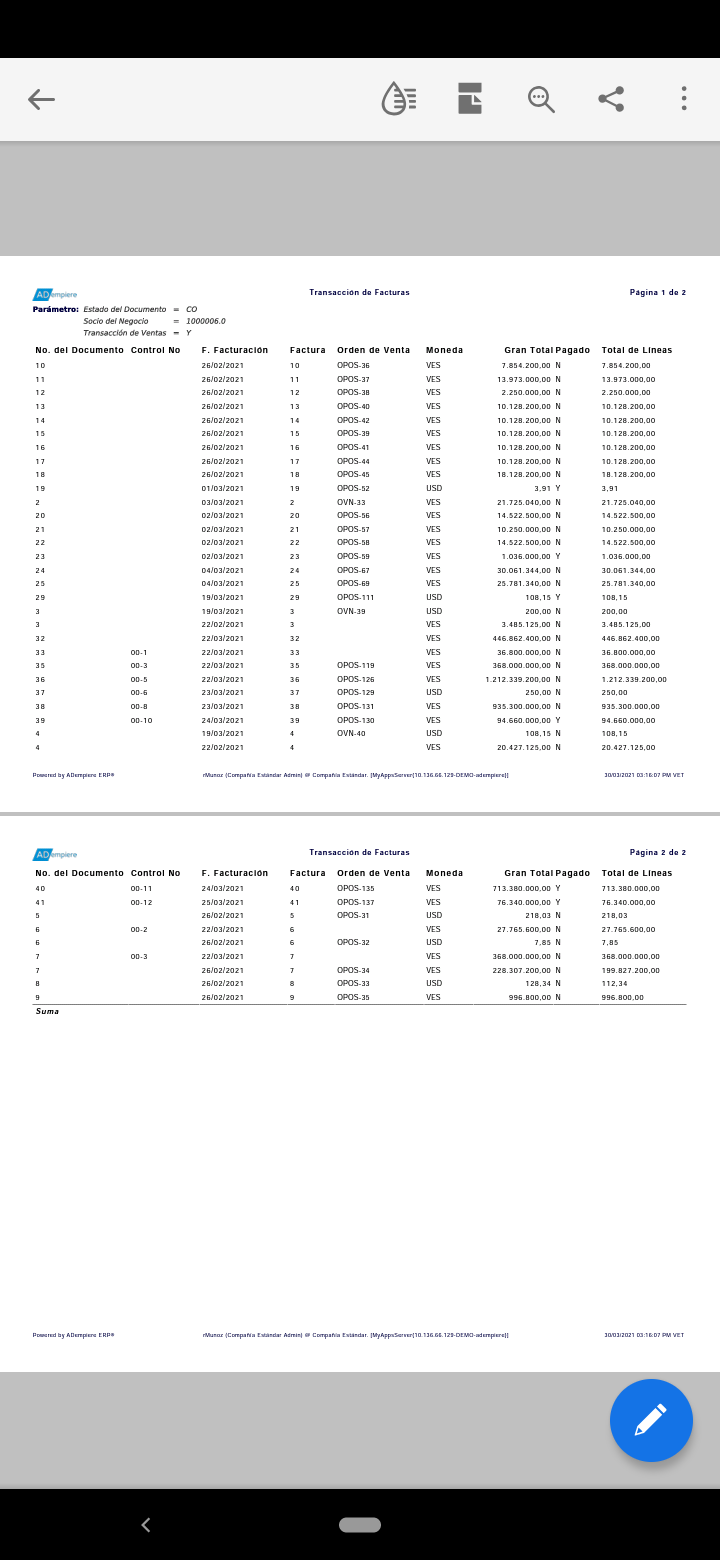 ADempiere Transacción de Facturas Página 1 de 2
Parámetro: Estado del Documento = CO
Socio del Negocio = 1000006.0
Transacción de Ventas = Y
No. del Documento Control No F. Facturación Factura Orden de Venta Moneda Gran Total Pagado Total de Líneas
10 26/02/2021 10 OPOS-36 VES 7.854.200,00 N 7.854.200,00
11 26/02/2021 11 OPOS-37 VES 13.973.000,00 N 13.973.000,00
12 26/02/2021 12 OPOS-38 VES 2.250.000,00 N 2.250.000,00
13 26/02/2021 13 OPOS-40 VES 10.128.200,00 N 10.128.200,00
14 26/02/2021 14 OPOS-42 VES 10.128.200,00 N 10.128.200,00
15 26/02/2021 15 OPOS-39 VES 10.128.200,00 N 10.128.200,00
16 26/02/2021 16 OPOS-41 VES 10.128.200,00 N 10.128.200,00
17 26/02/2021 17 OPOS-44 VES 10.128.200,00 N 10.128.200,00
18 26/02/2021 18 OPOS-45 VES 18.128.200,00 N 18.128.200,00
19 01/03/2021 19 OPOS-52 USD 3,91 Y 3,91
2 03/03/2021 2 OVN-33 VES 21.725.040,00 N 21.725.040,00
20 02/03/2021 20 OPOS-56 VES 14.522.500,00 N 14.522.500,00
21 02/03/2021 21 OPOS-57 VES 10.250.000,00 N 10.250.000,00
22 02/03/2021 22 OPOS-58 VES 14.522.500,00 N 14.522.500,00
23 02/03/2021 23 OPOS-59 VES 1.036.000,00 Y 1.036.000,00
24 04/03/2021 24 OPOS-67 VES 30.061.344,00 N 30.061.344,00
25 04/03/2021 25 OPOS-69 VES 25.781.340,00 N 25.781.340,00
29 19/03/2021 29 OPOS-111 USD 108,15 Y 108,15
3 19/03/2021 3 OVN-39 USD 200,00 N 200,00
3 22/02/2021 3 VES 3.485.125,00 N 3.485.125,00
32 22/03/2021 32 VES 446.862.400,00 N 446.862.400,00
33 00-1 22/03/2021 33 VES 36.800.000,00 N 36.800.000,00
35 00-3 22/03/2021 35 OPOS-119 VES 368.000.000,00 N 368.000.000,00
36 00-5 22/03/2021 36 OPOS-126 VES 1.212.339.200,00 N 1.212.339.200,00
37 00-6 23/03/2021 37 OPOS-129 USD 250,00 N 250,00
38 00-8 23/03/2021 38 OPOS-131 VES 935.300.000,00 N 935.300.000,00
39 00-10 24/03/2021 39 OPOS-130 VES 94.660.000,00 Y 94.660.000,00
4 19/03/2021 4 OVN-40 USD 108,15 N 108,15
4 22/02/2021 4 VES 20.427.125,00 N 20.427.125,00
Powered by ADempiere ERP® rMunoz (Compañía Estándar Admin) @ Compañía Estándar. [MyAppsServer{10.136.66.129-DEMO-adempiere}] 30/03/2021 03:16:07 PM VET
ADempiere Transacción de Facturas Página 2 de 2
No. del Documento Control No F. Facturación Factura Orden de Venta Moneda Gran Total Pagado Total de Líneas
40 00-11 24/03/2021 40 OPOS-135 VES 713.380.000,00 Y 713.380.000,00
41 00-12 25/03/2021 41 OPOS-137 VES 76.340.000,00 Y 76.340.000,00
5 26/02/2021 5 OPOS-31 USD 218,03 N 218,03
6 00-2 22/03/2021 6 VES 27.765.600,00 N 27.765.600,00
6 26/02/2021 6 OPOS-32 USD 7,85 N 7,85
7 00-3 22/03/2021 7 VES 368.000.000,00 N 368.000.000,00
7 26/02/2021 7 OPOS-34 VES 228.307.200,00 N 199.827.200,00
8 26/02/2021 8 OPOS-33 USD 128,34 N 112,34
9 26/02/2021 9 OPOS-35 VES 996.800,00 N 996.800,00
Suma
Powered by ADempiere ERP® rMunoz (Compañía Estándar Admin) @ Compañía Estándar. [MyAppsServer{10.136.66.129-DEMO-adempiere}] 30/03/2021 03:16:07 PM VET